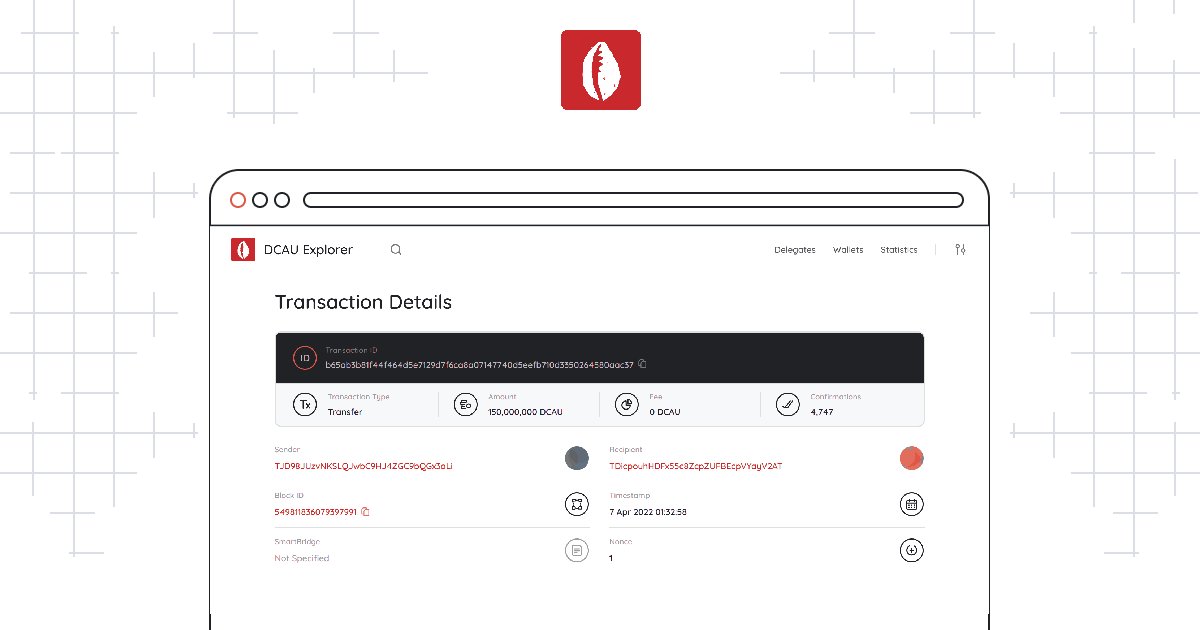 DCAU Explorer
Delegates Wallets Statistics
Transaction Details
ID
Transaction ID
b65ab3b81f44f464d5e7129d7f6ca8a07147740d5eefb710d3350264580aac37
Tx
Transaction Type
Transfer
Amount
150,000,000 DCAU
Fee
0 DCAU
Confirmations
4,747
Sender
TJD98JUzvNKSLQJwbC9HJ4ZGC9bQGx3aLi
Recipient
TDicpouhHDFx55c8ZcpZUFBEcpVYayV2AT
Block ID
549811836079397991
Timestamp
7 Apr 2022 01:32:58
SmartBridge
Not Specified
Nonce
1